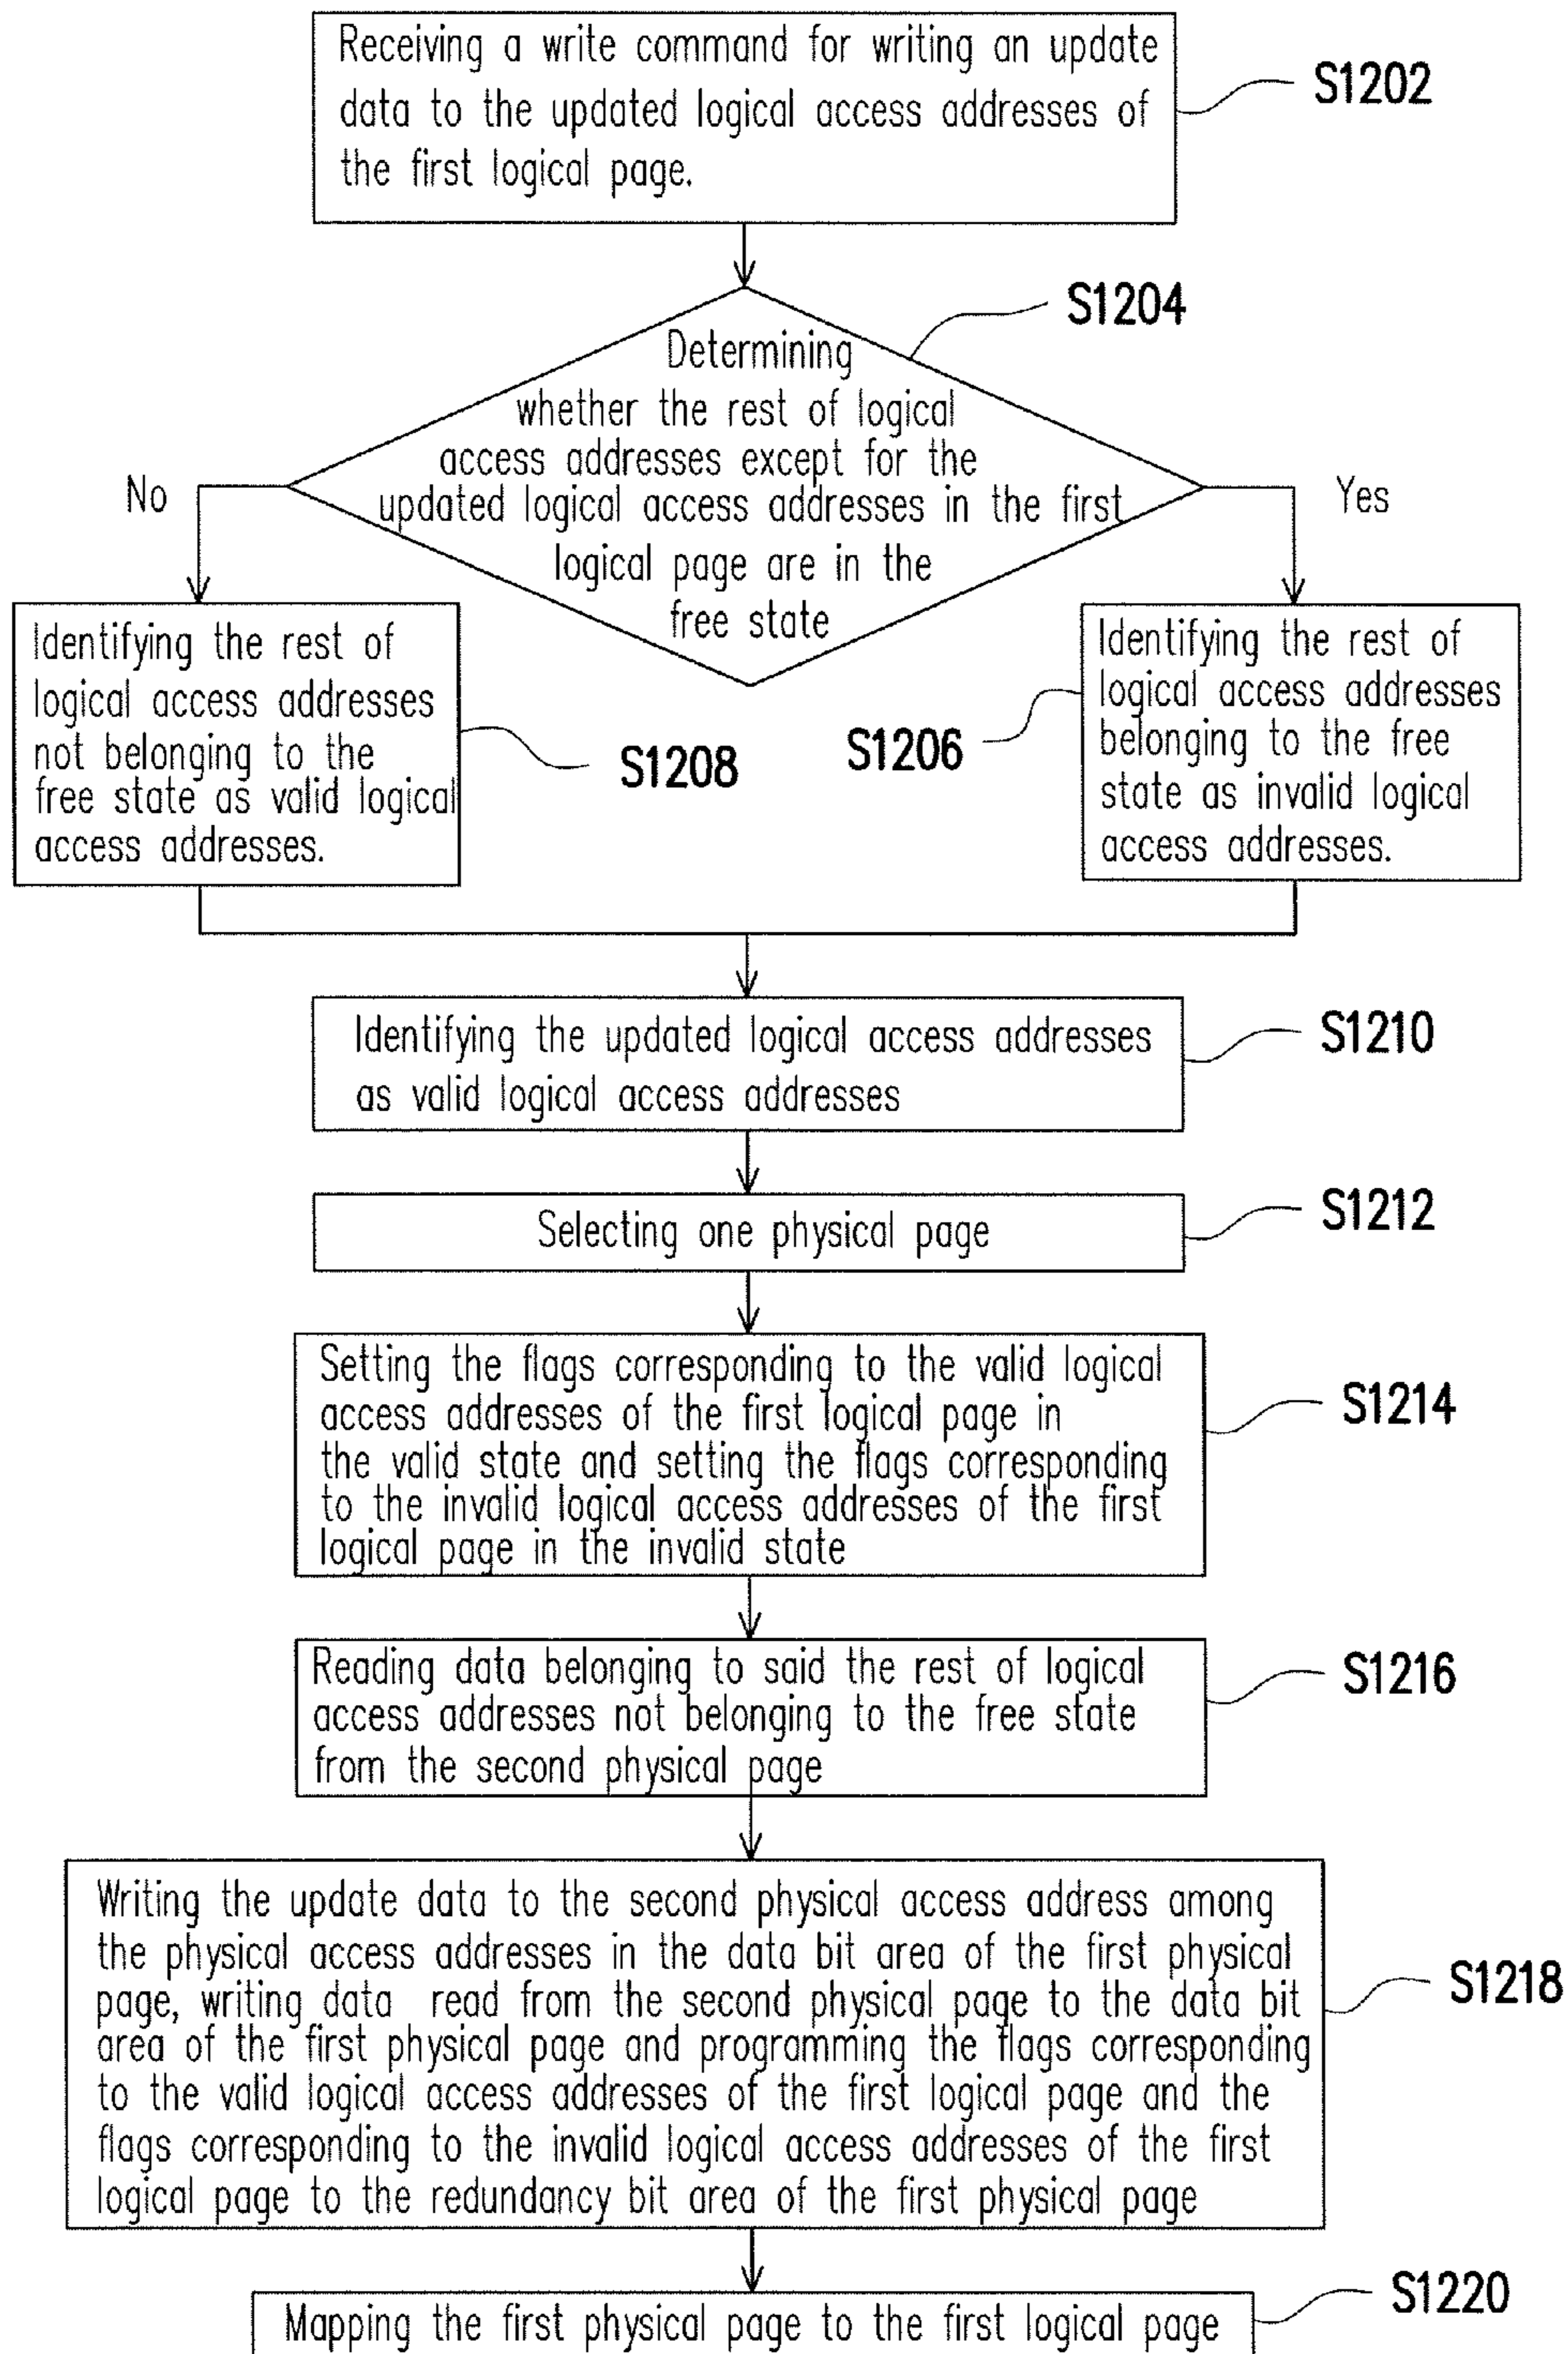 Receiving a write command for writing an update
data to the updated logical access addresses of
the first logical page.
S1202
S1204
Determining
whether the rest of logical
access addresses except for the
updated logical access addresses in the first
logical page are in the
free state
No
Yes
Identifying the rest of
logical access addresses
not belonging to the
free state as valid logical
access addresses.
S1208
S1206
Identifying the rest of
logical access addresses
belonging to the free
state as invalid logical
access addresses.
Identifying the updated logical access addresses
as valid logical access addresses
S1210
Selecting one physical page
S1212
Setting the flags corresponding to the valid logical
access addresses of the first logical page in
the valid state and setting the flags corresponding
to the invalid logical access addresses of the first
logical page in the invalid state
S1214
Reading data belonging to said the rest of logical
access addresses not belonging to the free state
from the second physical page
S1216
Writing the update data to the second physical access address among
the physical access addresses in the data bit area of the first physical
page, writing data read from the second physical page to the data bit
area of the first physical page and programming the flags corresponding
to the valid logical access addresses of the first logical page and the
flags corresponding to the invalid logical access addresses of the first
logical page to the redundancy bit area of the first physical page
S1218
Mapping the first physical page to the first logical page
S1220